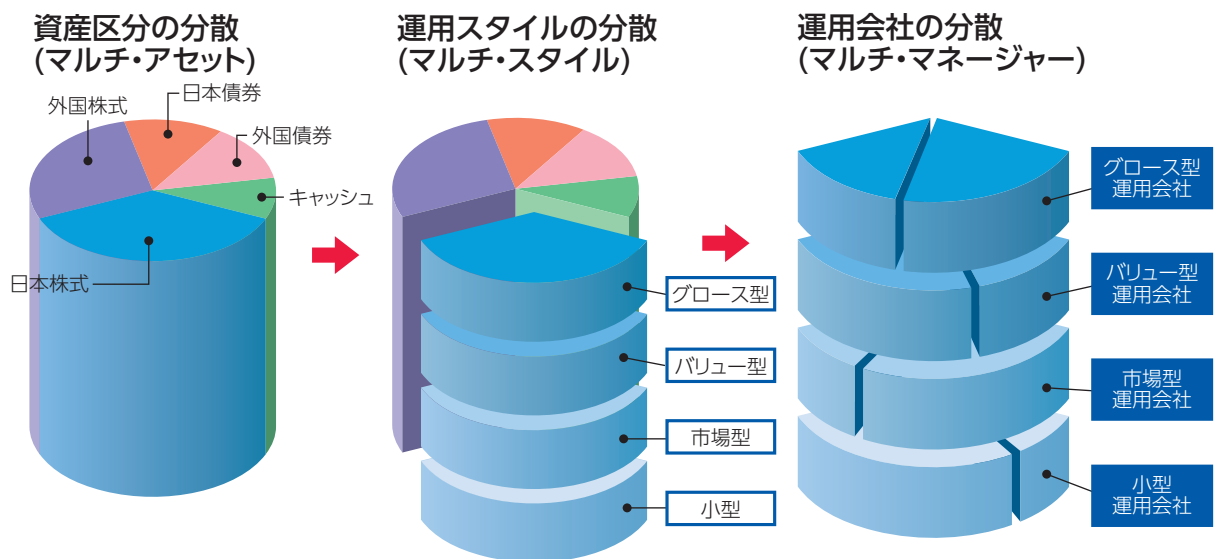 資産区分の分散
(マルチ・アセット)
外国株式
日本債券
外国債券
キャッシュ
日本株式
運用スタイルの分散
(マルチ・スタイル)
グロース型
バリュー型
市場型
小型
運用会社の分散
(マルチ・マネージャー)
グロース型
運用会社
バリュー型
運用会社
市場型
運用会社
小型
運用会社